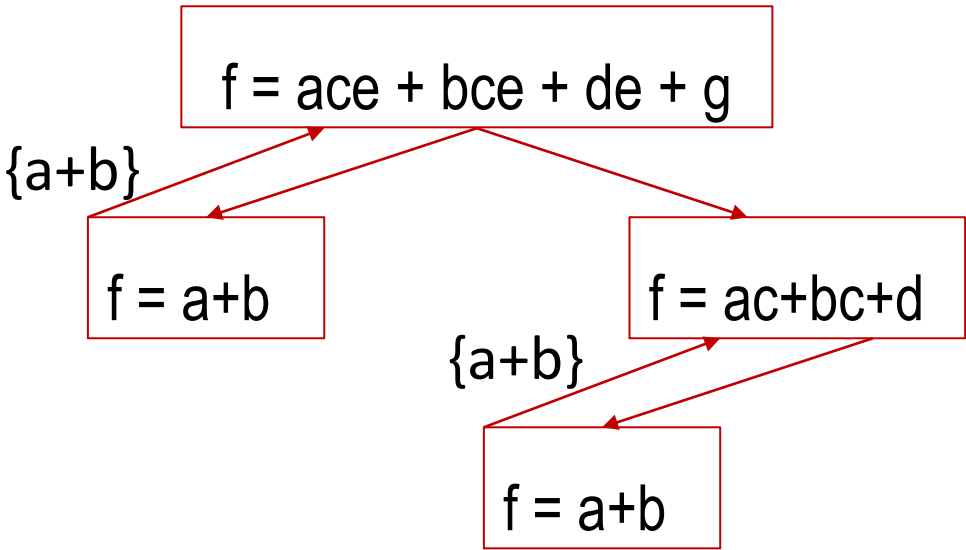 f = ace + bce + de + g
{a+b}
f = a+b
f = ac+bc+d
{a+b}
f = a+b